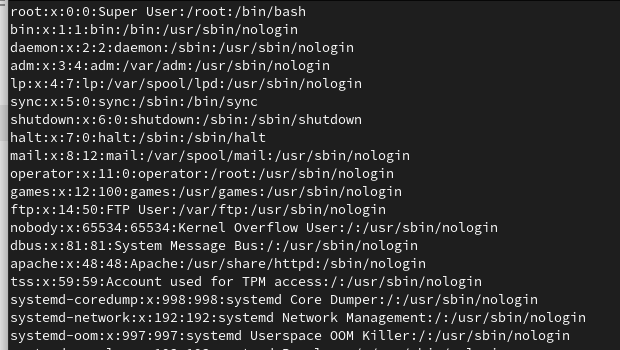 root:x:0:0:Super User:/root:/bin/bash
bin:x:1:1:bin:/bin:/usr/sbin/nologin
daemon:x:2:2:daemon:/sbin:/usr/sbin/nologin
adm:x:3:4:adm:/var/adm:/usr/sbin/nologin
lp:x:4:7:lp:/var/spool/lpd:/usr/sbin/nologin
sync:x:5:0:sync:/sbin:/bin/sync
shutdown:x:6:0:shutdown:/sbin:/sbin/shutdown
halt:x:7:0:halt:/sbin:/sbin/halt
mail:x:8:12:mail:/var/spool/mail:/usr/sbin/nologin
operator:x:11:0:operator:/root:/usr/sbin/nologin
games:x:12:100:games:/usr/games:/usr/sbin/nologin
ftp:x:14:50:FTP User:/var/ftp:/usr/sbin/nologin
nobody:x:65534:65534:Kernel Overflow User:/:/usr/sbin/nologin
dbus:x:81:81:System Message Bus:/:/usr/sbin/nologin
apache:x:48:48:Apache:/usr/share/httpd:/sbin/nologin
tss:x:59:59:Account used for TPM access:/:/usr/sbin/nologin
systemd-coredump:x:998:998:systemd Core Dumper:/:/usr/sbin/nologin
systemd-network:x:192:192:systemd Network Management:/:/usr/sbin/nologin
systemd-oom:x:997:997:systemd Userspace OOM Killer:/:/usr/sbin/nologin